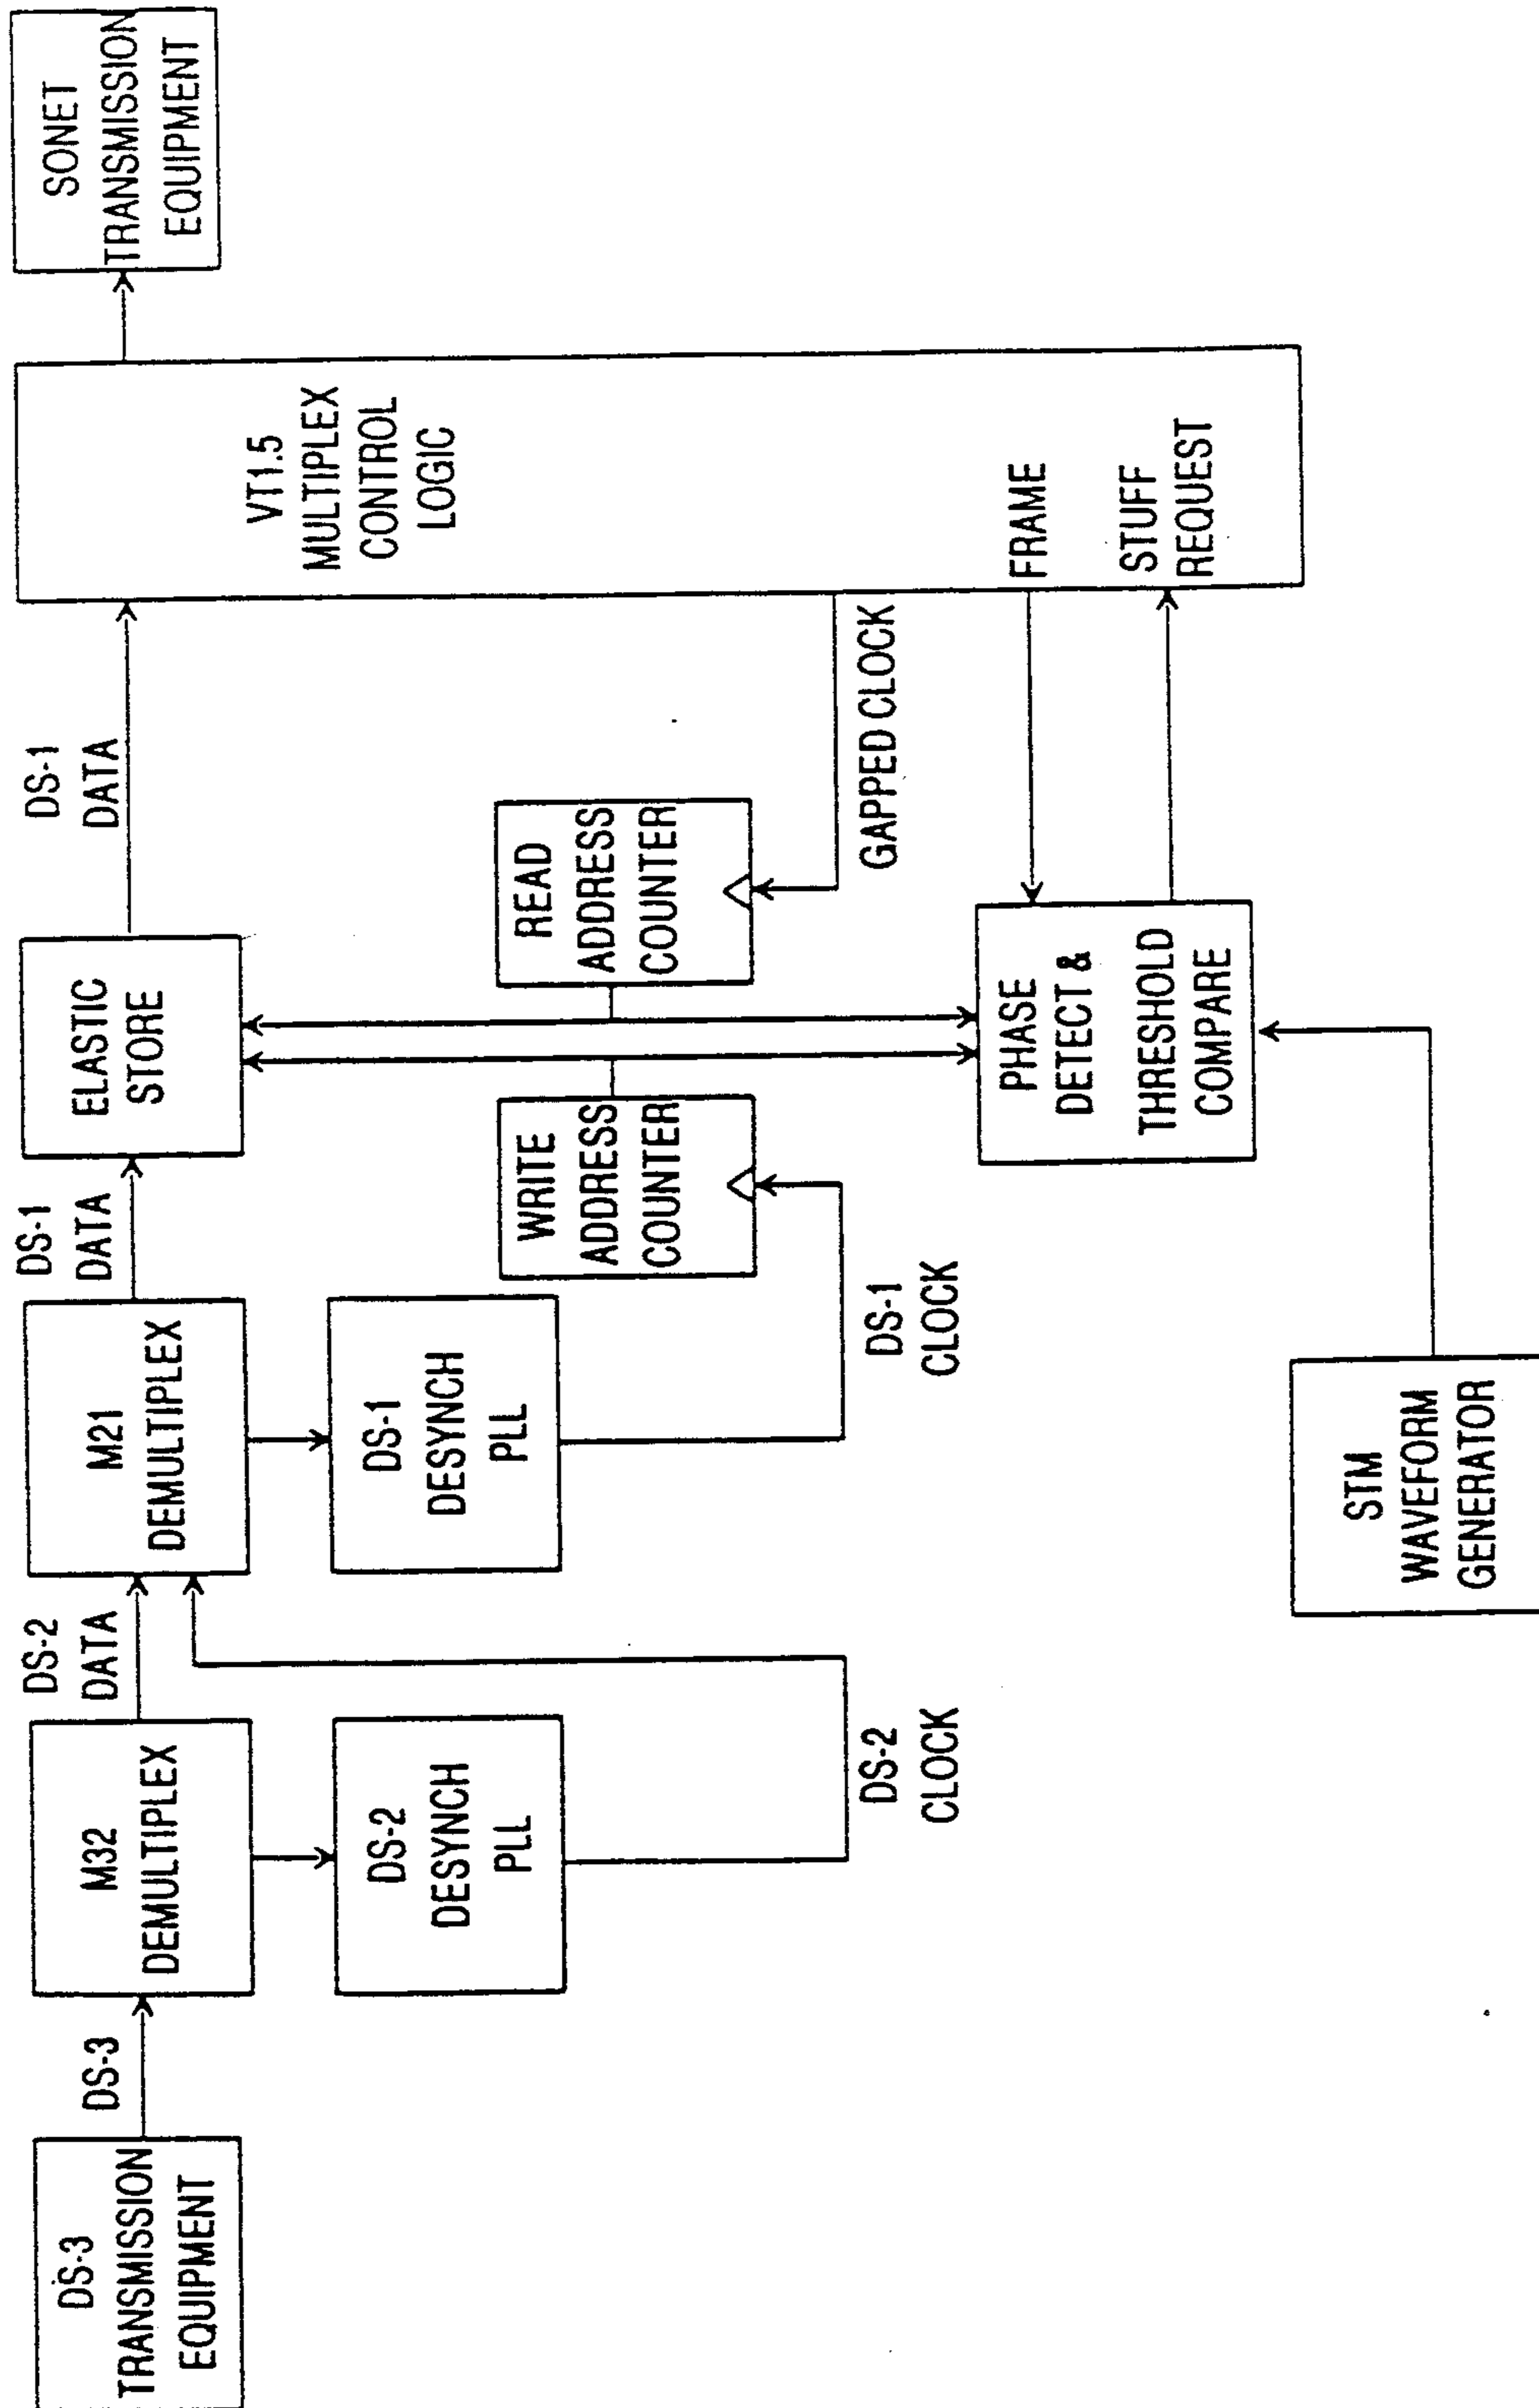 DS-3
TRANSMISSION
EQUIPMENT
DS-3
M32
DEMULTIPLEX
DS-2
DESYNCH
PLL
DS-2
DATA
DS-2
CLOCK
M21
DEMULTIPLEX
DS-1
DESYNCH
PLL
DS-1
DATA
DS-1
CLOCK
ELASTIC
STORE
WRITE
ADDRESS
COUNTER
READ
ADDRESS
COUNTER
PHASE
DETECT &
THRESHOLD
COMPARE
STM
WAVEFORM
GENERATOR
DS-1
DATA
GAPPED CLOCK
VT1.5
MULTIPLEX
CONTROL
LOGIC
FRAME
STUFF
REQUEST
SONET
TRANSMISSION
EQUIPMENT